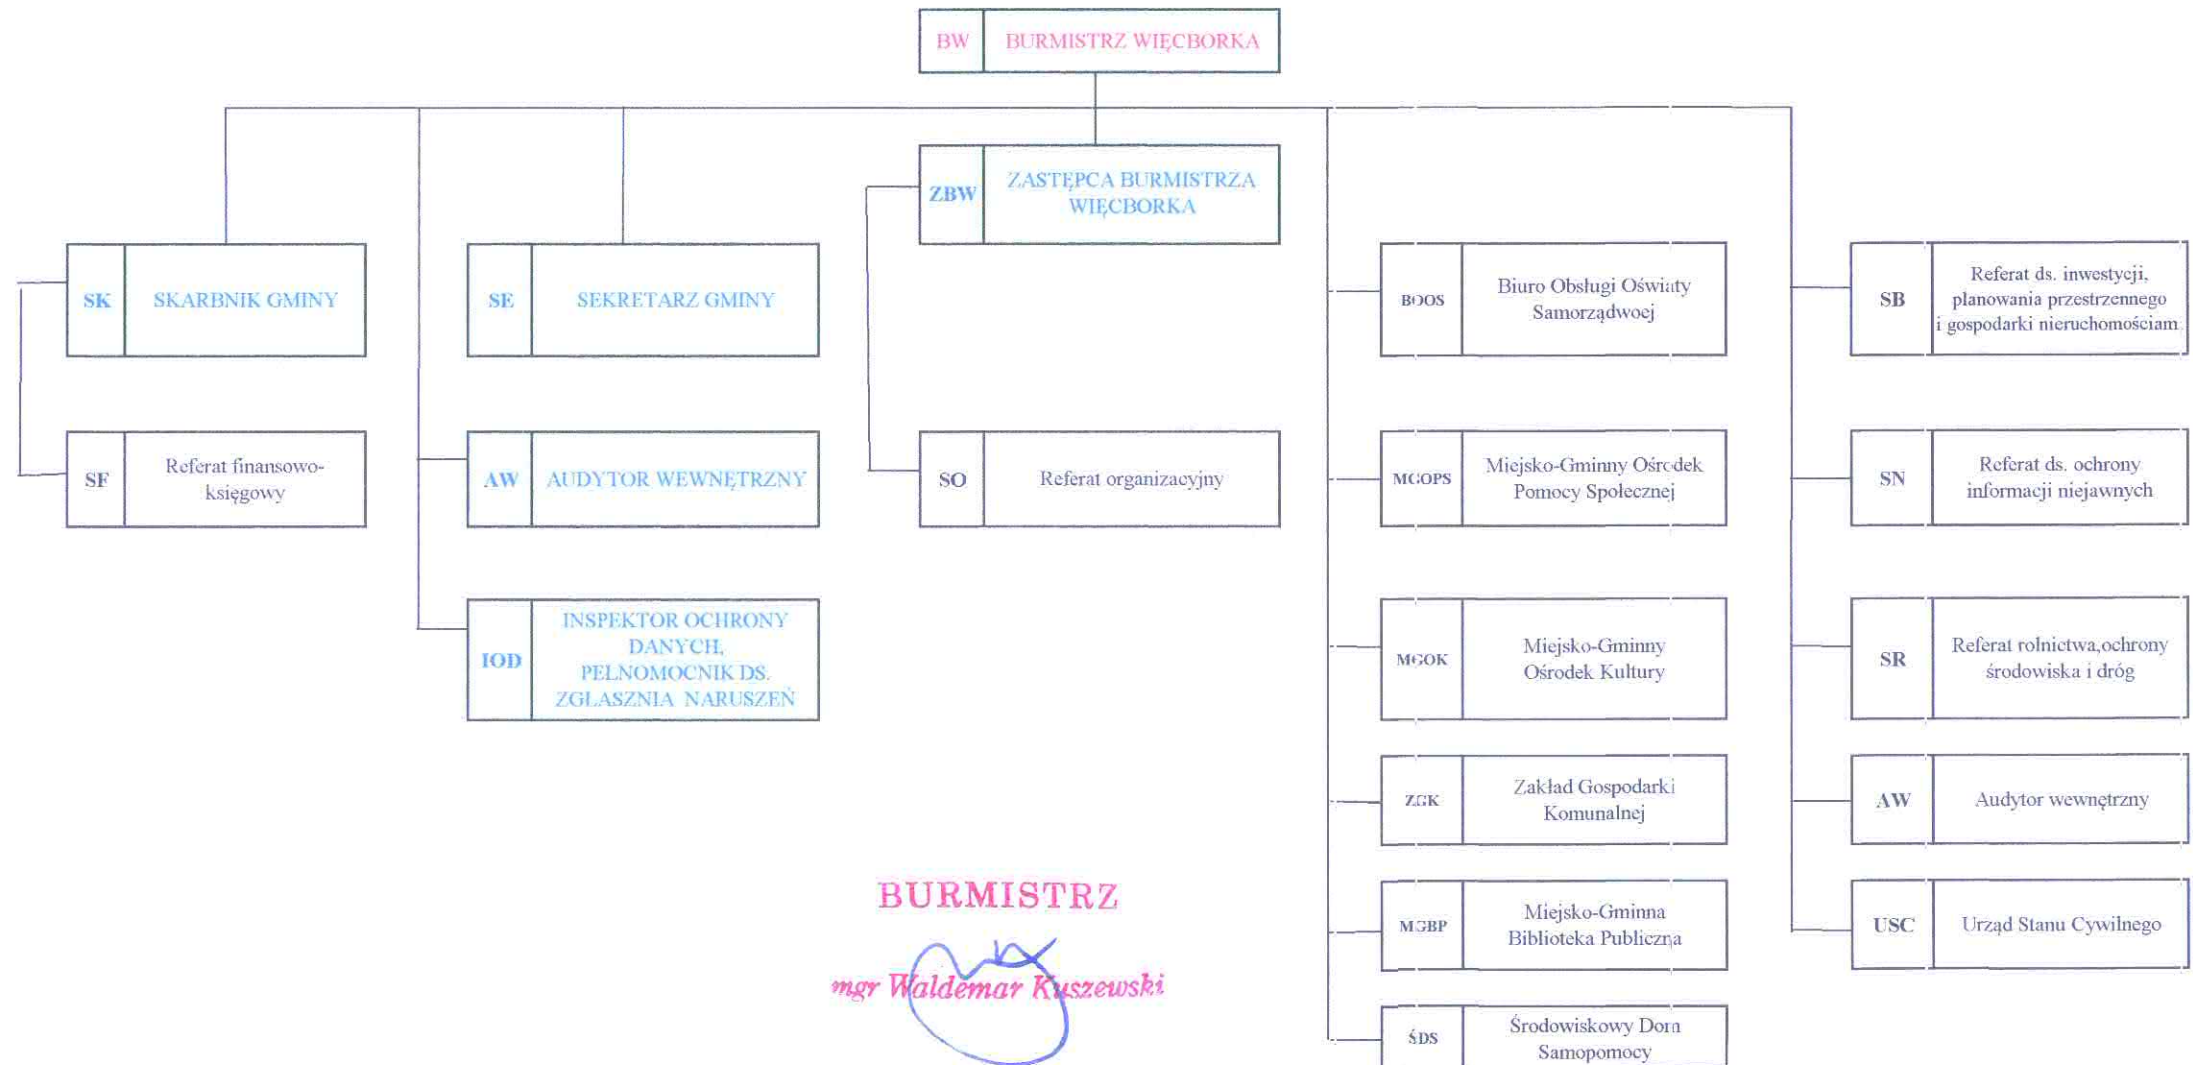 BW BURMISTRZ WIĘCBORKA
ZBW ZASTĘPCA BURMISTRZA
WIĘCBORKA
SK SKARBNIK GMINY
SF Referat finansowo-
księgowy
SE SEKRETARZ GMINY
AW AUDYTOR WEWNĘTRZNY
IOD INSPEKTOR OCHRONY
DANYCH,
PEŁNOMOCNIK DS.
ZGŁASZNIA NARUSZEŃ
SO Referat organizacyjny
BOOS Biuro Obsługi Oświaty
Samorządwoej
MGOPS Miejsko-Gminny Ośrodek
Pomocy Społecznej
MGOK Miejsko-Gminny
Ośrodek Kultury
ZGK Zakład Gospodarki
Komunalnej
MGBP Miejsko-Gminna
Biblioteka Publiczna
ŚDS Środowiskowy Dom
Samopomocy
SB Referat ds. inwestycji,
planowania przestrzennego
i gospodarki nieruchomościam
SN Referat ds. ochrony
informacji niejawnych
SR Referat rolnictwa,ochrony
środowiska i dróg
AW Audytor wewnętrzny
USC Urząd Stanu Cywilnego
BURMISTRZ
mgr Waldemar Kuszewski